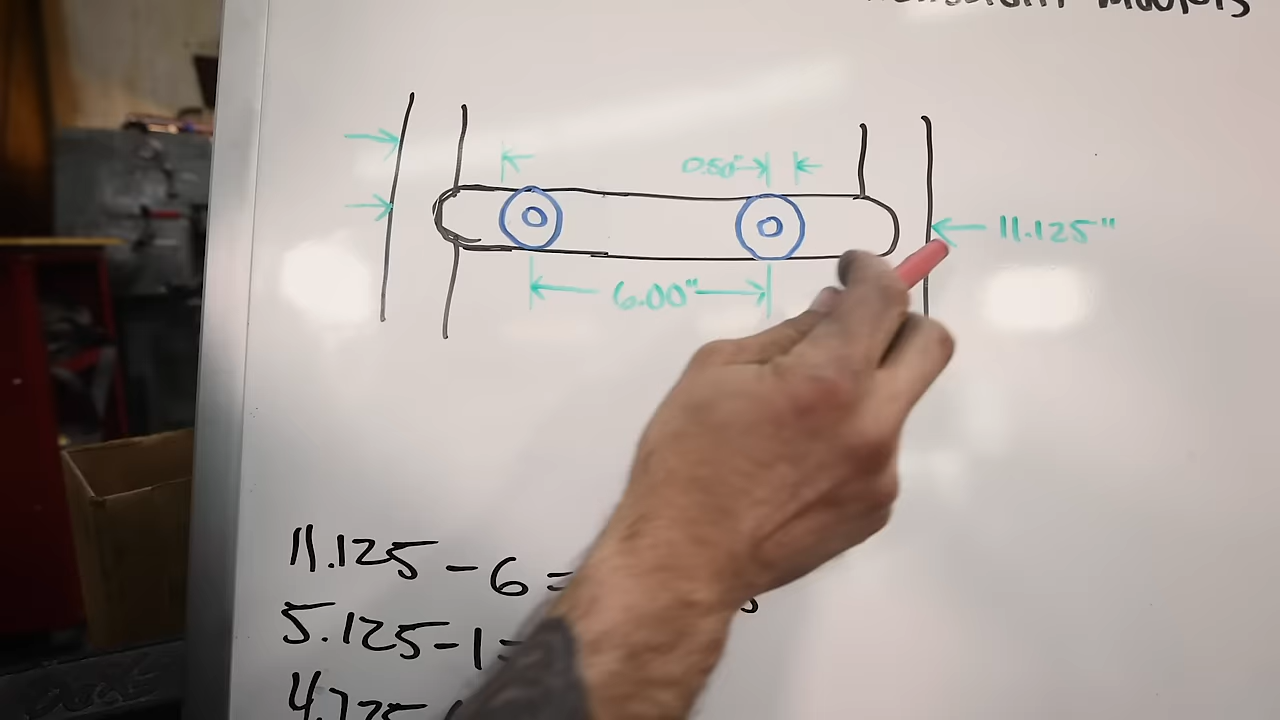 0.50"
11.125"
6.00"
11.125 - 6 =
5.125 - 1 =